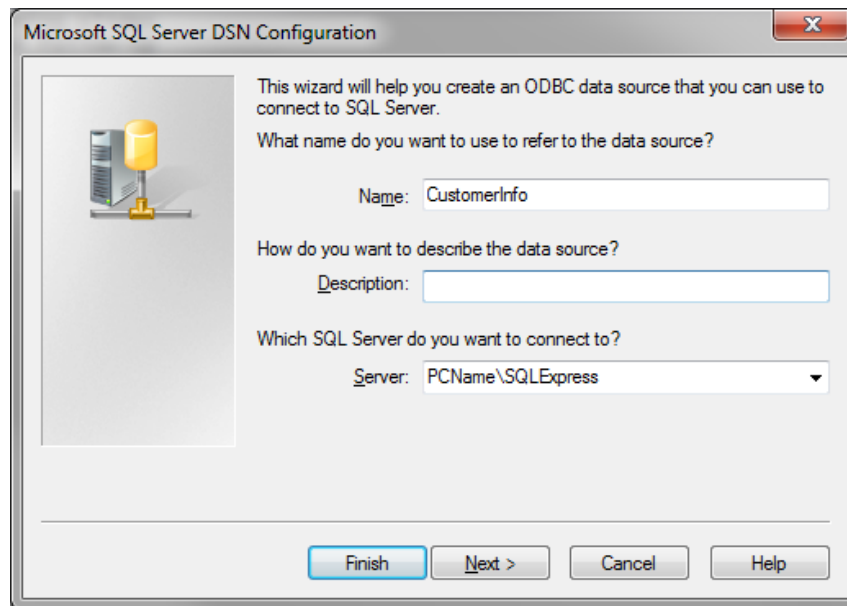 Microsoft SQL Server DSN Configuration
This wizard will help you create an ODBC data source that you can use to
connect to SQL Server.
What name do you want to use to refer to the data source?
Name: CustomerInfo
How do you want to describe the data source?
Description:
Which SQL Server do you want to connect to?
Server: PCName\SQLExpress
Finish Next > Cancel Help